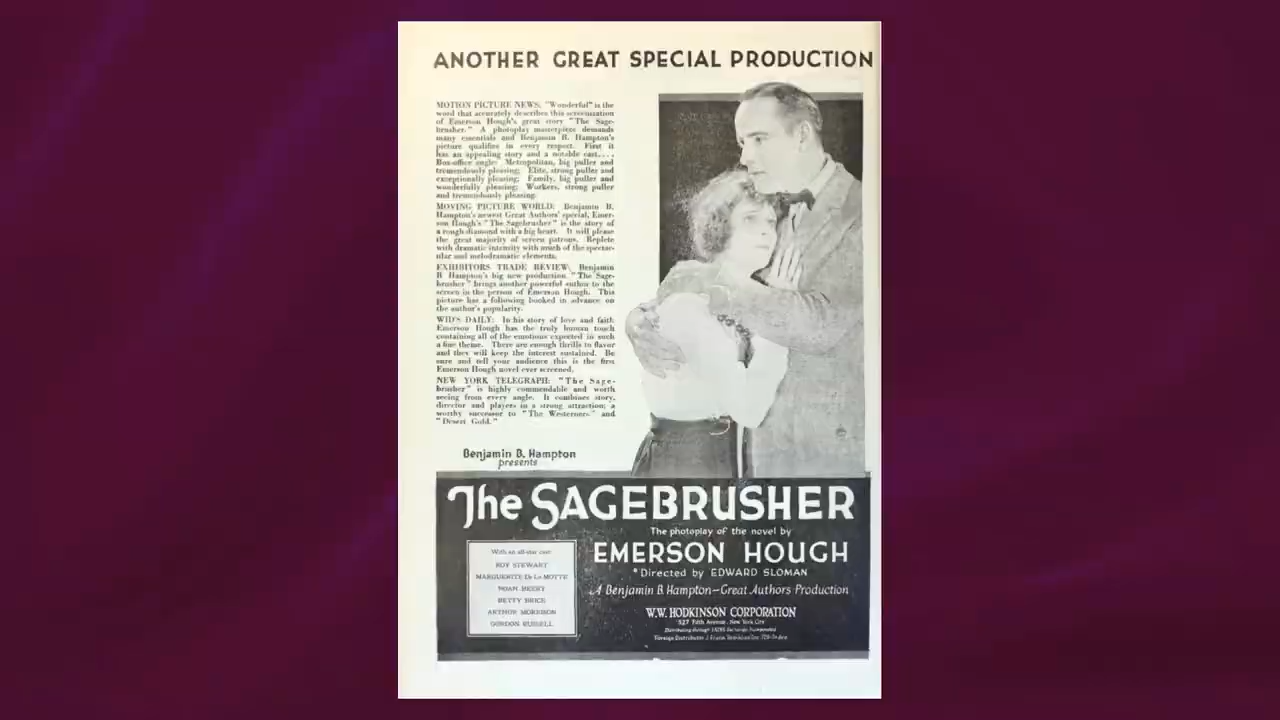 ANOTHER GREAT SPECIAL PRODUCTION
MOTION PICTURE NEWS: "Wonderful" is the
word that accurately describes this screenization
of Emerson Hough's great story "The Sage-
brusher." A photoplay masterpiece demands
many essentials and Benjamin B. Hampton's
picture qualifies in every respect. First it
has an appealing story and a notable cast....
Box-office angle: Metropolitan, big puller and
tremendously pleasing; Elite, strong puller and
exceptionally pleasing; Family, big puller and
wonderfully pleasing; Workers, strong puller
and tremendously pleasing.
MOVING PICTURE WORLD: Benjamin B.
Hampton's newest Great Authors' special, Emer-
son Hough's "The Sagebrusher" is the story of
a rough diamond with a big heart. It will please
the great majority of screen patrons. Replete
with dramatic intensity with much of the spectac-
ular and melodramatic elements.
EXHIBITORS TRADE REVIEW: Benjamin
B. Hampton's big new production "The Sage-
brusher" brings another powerful author to the
screen in the person of Emerson Hough. This
picture has a following booked in advance on
the author's popularity.
WID'S DAILY: In his story of love and faith
Emerson Hough has the truly human touch
containing all of the emotions expected in such
a fine theme. There are enough thrills to flavor
and they will keep the interest sustained. Be
sure and tell your audience this is the first
Emerson Hough novel ever screened.
NEW YORK TELEGRAPH: "The Sage-
brusher" is highly commendable and worth
seeing from every angle. It combines story,
director and players in a strong attraction; a
worthy successor to "The Westerners" and
"Desert Gold."
Benjamin B. Hampton
presents
The SAGEBRUSHER
The photoplay of the novel by
EMERSON HOUGH
Directed by EDWARD SLOMAN
A Benjamin B. Hampton-Great Authors Production
With an all-star cast
ROY STEWART
MARGUERITE De La MOTTE
NOAH BEERY
BETTY BRICE
ARTHUR MORRISON
GORDON RUSSELL
W.W. HODKINSON CORPORATION
527 Fifth Avenue, New York City
Distributing through PATHE Exchange, Incorporated
Foreign Distributor